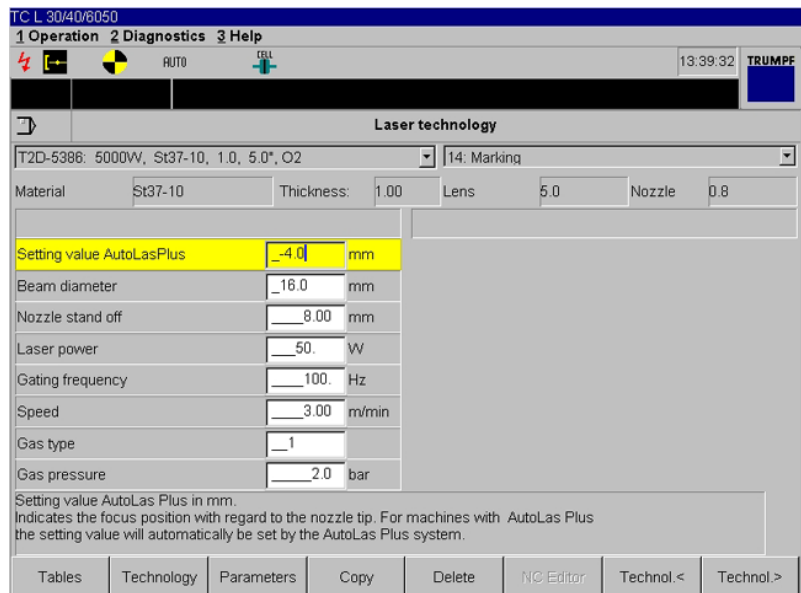 TC L 30/40/6050
1 Operation 2 Diagnostics 3 Help
AUTO CELL 13:39:32 TRUMPF
Laser technology
T2D-5386: 5000W, St37-10, 1.0, 5.0", O2 14: Marking
Material St37-10 Thickness: 1.00 Lens 5.0 Nozzle 0.8
Setting value AutoLasPlus _-4.0 mm
Beam diameter _16.0 mm
Nozzle stand off ____8.00 mm
Laser power ___50. W
Gating frequency ____100. Hz
Speed ____3.00 m/min
Gas type __1
Gas pressure _____2.0 bar
Setting value AutoLas Plus in mm.
Indicates the focus position with regard to the nozzle tip. For machines with AutoLas Plus
the setting value will automatically be set by the AutoLas Plus system.
Tables Technology Parameters Copy Delete NC Editor Technol.< Technol.>